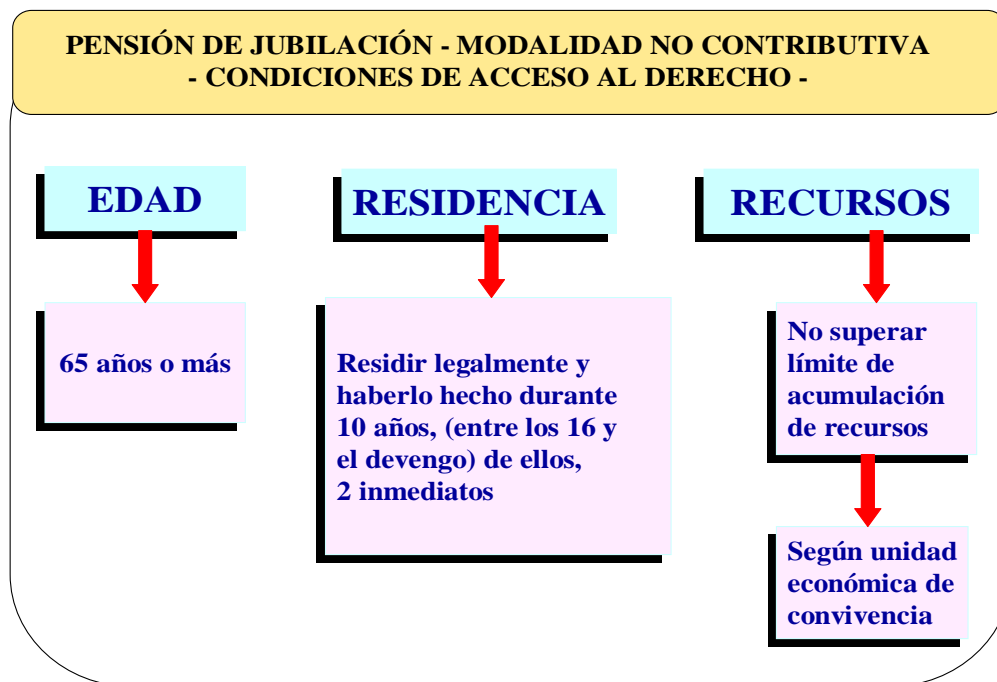 PENSIÓN DE JUBILACIÓN - MODALIDAD NO CONTRIBUTIVA
- CONDICIONES DE ACCESO AL DERECHO -
EDAD
65 años o más
RESIDENCIA
Residir legalmente y
haberlo hecho durante
10 años, (entre los 16 y
el devengo) de ellos,
2 inmediatos
RECURSOS
No superar
límite de
acumulación
de recursos
Según unidad
económica de
convivencia